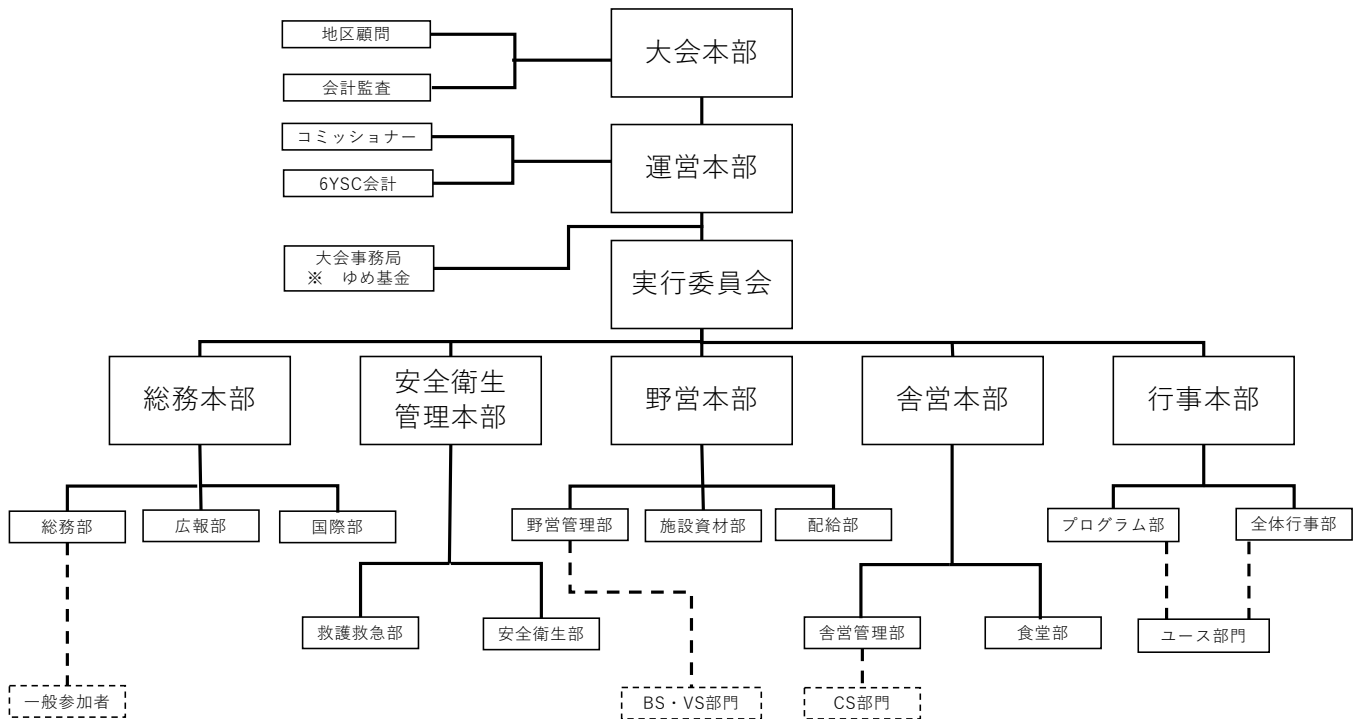 地区顧問
大会本部
会計監査
コミッショナー
運営本部
6YSC会計
大会事務局
※　ゆめ基金
実行委員会
総務本部
安全衛生
管理本部
野営本部
舎営本部
行事本部
総務部
広報部
国際部
野営管理部
施設資材部
配給部
プログラム部
全体行事部
救護救急部
安全衛生部
舎営管理部
食堂部
ユース部門
一般参加者
BS・VS部門
CS部門